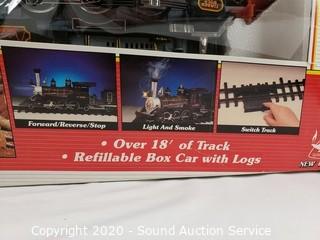 Forward/Reverse/Stop
Light And Smoke
Switch Track
• Over 18' of Track
• Refillable Box Car with Logs
NEW
Copyright 2020 - Sound Auction Service